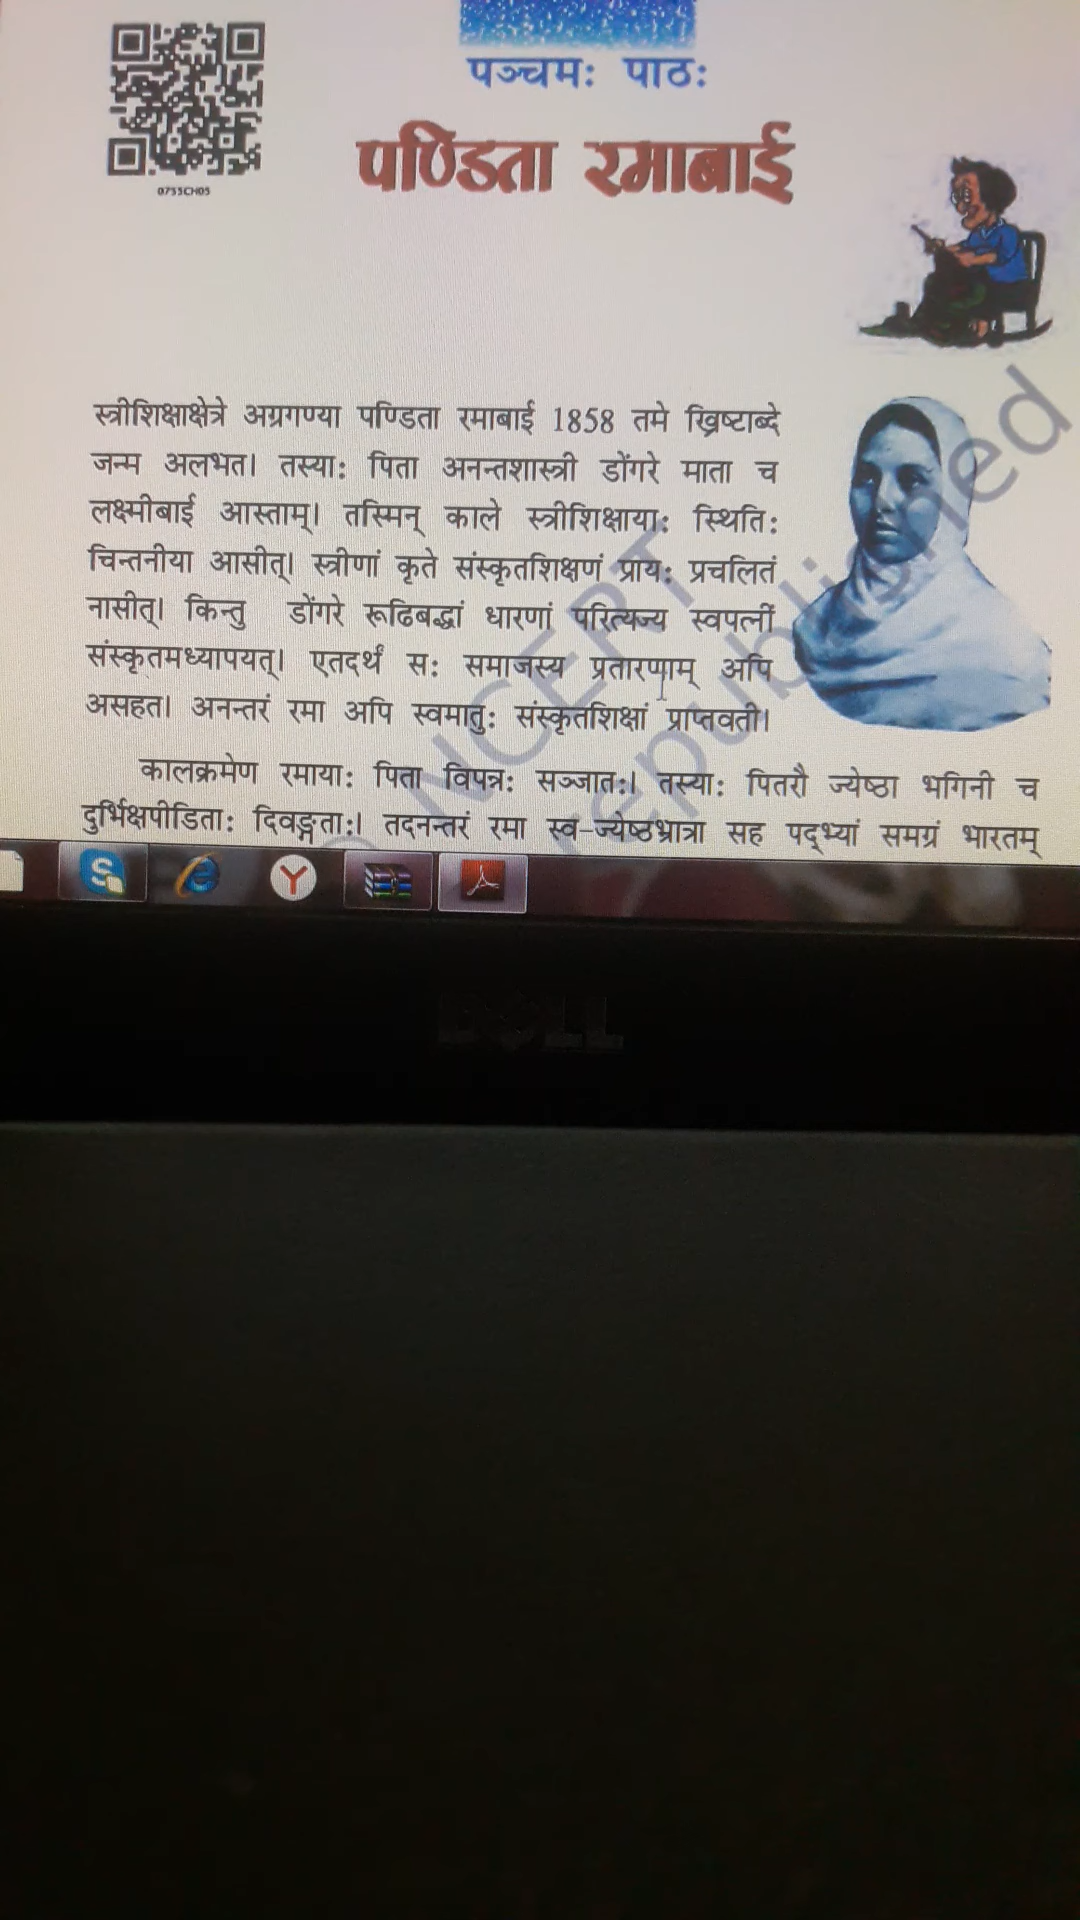 पञ्चमः पाठः
पण्डिता रमाबाई
0755CH05
स्त्रीशिक्षाक्षेत्रे अग्रगण्या पण्डिता रमाबाई 1858 तमे ख्रिष्टाब्दे
जन्म अलभत। तस्याः पिता अनन्तशास्त्री डोंगरे माता च
लक्ष्मीबाई आस्ताम्। तस्मिन् काले स्त्रीशिक्षायाः स्थितिः
चिन्तनीया आसीत्। स्त्रीणां कृते संस्कृतशिक्षणं प्रायः प्रचलितं
नासीत्। किन्तु डोंगरे रूढिबद्धां धारणां परित्यज्य स्वपत्नीं
संस्कृतमध्यापयत्। एतदर्थं सः समाजस्य प्रतारणाम् अपि
असहत। अनन्तरं रमा अपि स्वमातुः संस्कृतशिक्षां प्राप्तवती।
कालक्रमेण रमायाः पिता विपन्नः सञ्जातः। तस्याः पितरौ ज्येष्ठा भगिनी च
दुर्भिक्षपीडिताः दिवङ्गताः। तदनन्तरं रमा स्व-ज्येष्ठभ्रात्रा सह पद्भ्यां समग्रं भारतम्
NCERT
republished
DELL